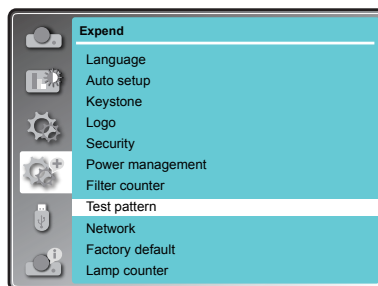 Expend
Language
Auto setup
Keystone
Logo
Security
Power management
Filter counter
Test pattern
Network
Factory default
Lamp counter